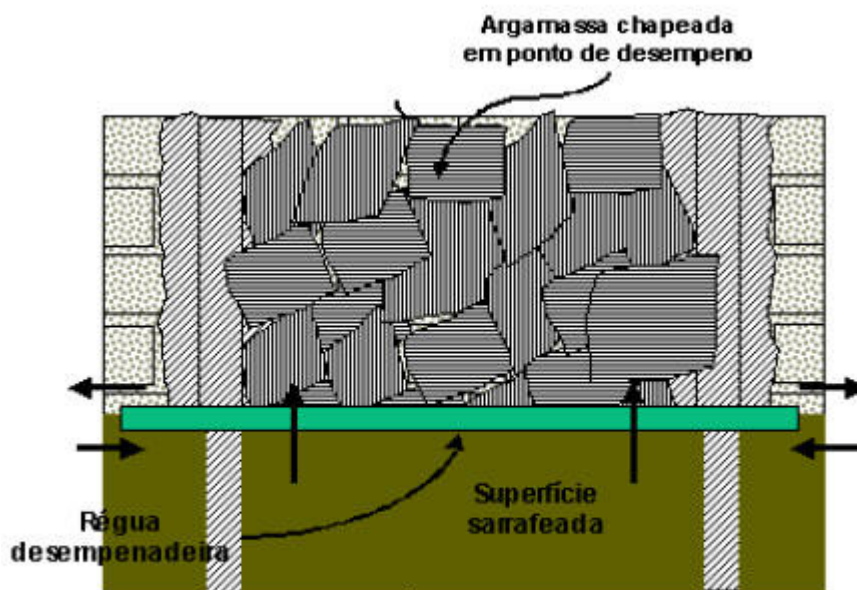 Argamassa chapeada
em ponto de desempeno
Régua
desempenadeira
Superfície
sarrafeada